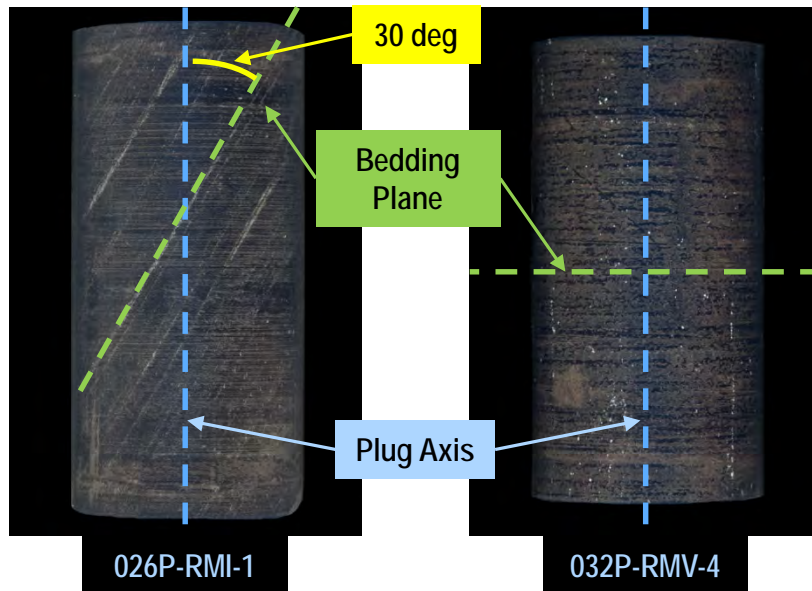 30 deg
Bedding
Plane
Plug Axis
026P-RMI-1
032P-RMV-4